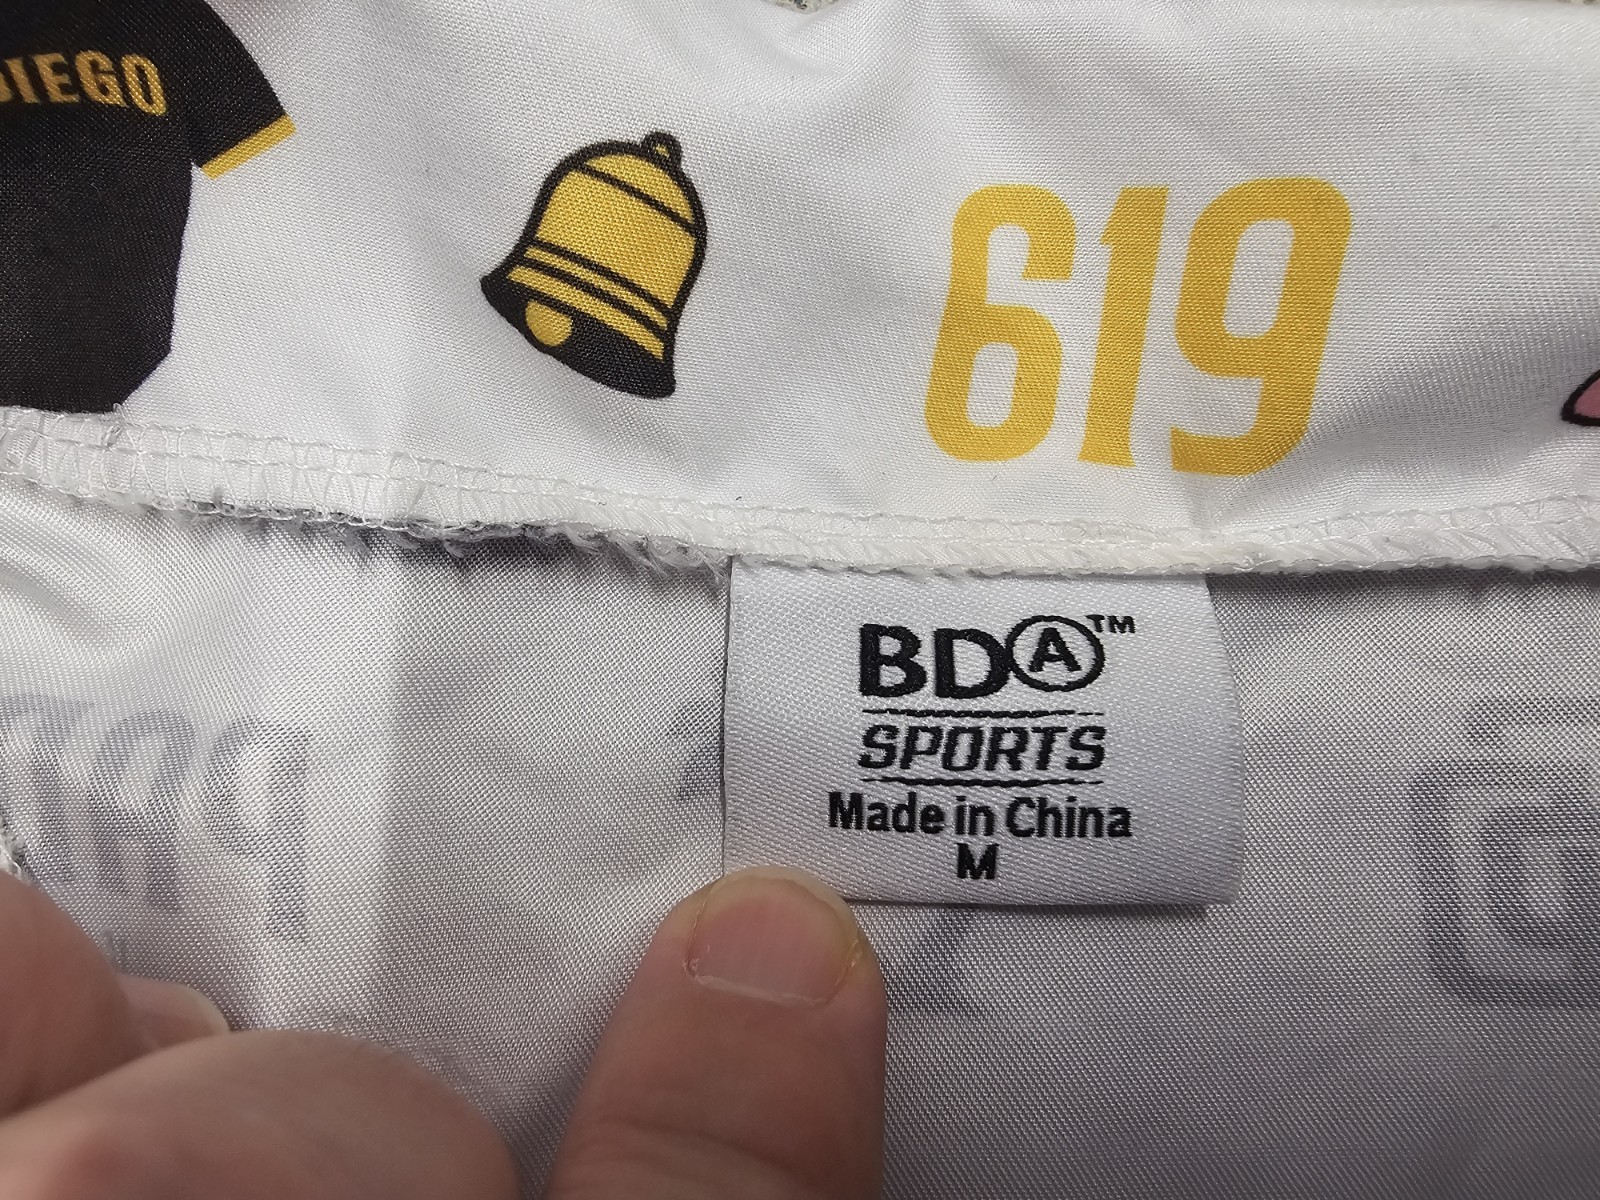 DIEGO
619
BDA™
SPORTS
Made in China
M